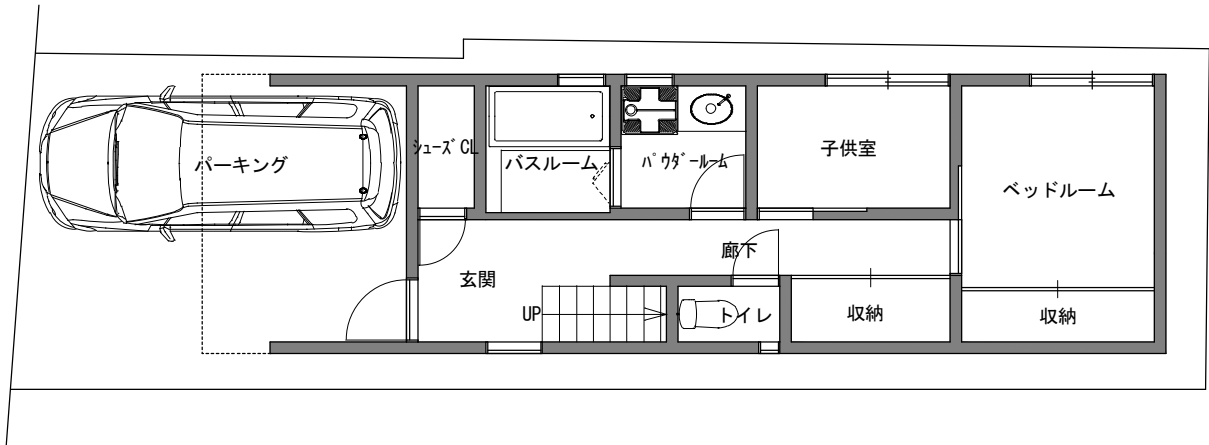 パーキング
シューズCL
バスルーム
パウダールーム
子供室
ベッドルーム
廊下
玄関
UP
トイレ
収納
収納